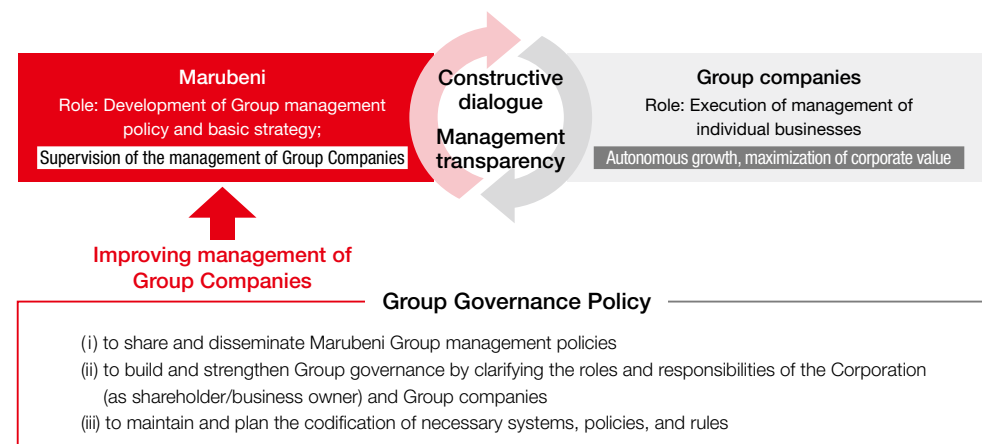 Marubeni
Role: Development of Group management
policy and basic strategy;
Supervision of the management of Group Companies
Constructive
dialogue
Management
transparency
Group companies
Role: Execution of management of
individual businesses
Autonomous growth, maximization of corporate value
Improving management of
Group Companies
Group Governance Policy
(i) to share and disseminate Marubeni Group management policies
(ii) to build and strengthen Group governance by clarifying the roles and responsibilities of the Corporation
(as shareholder/business owner) and Group companies
(iii) to maintain and plan the codification of necessary systems, policies, and rules